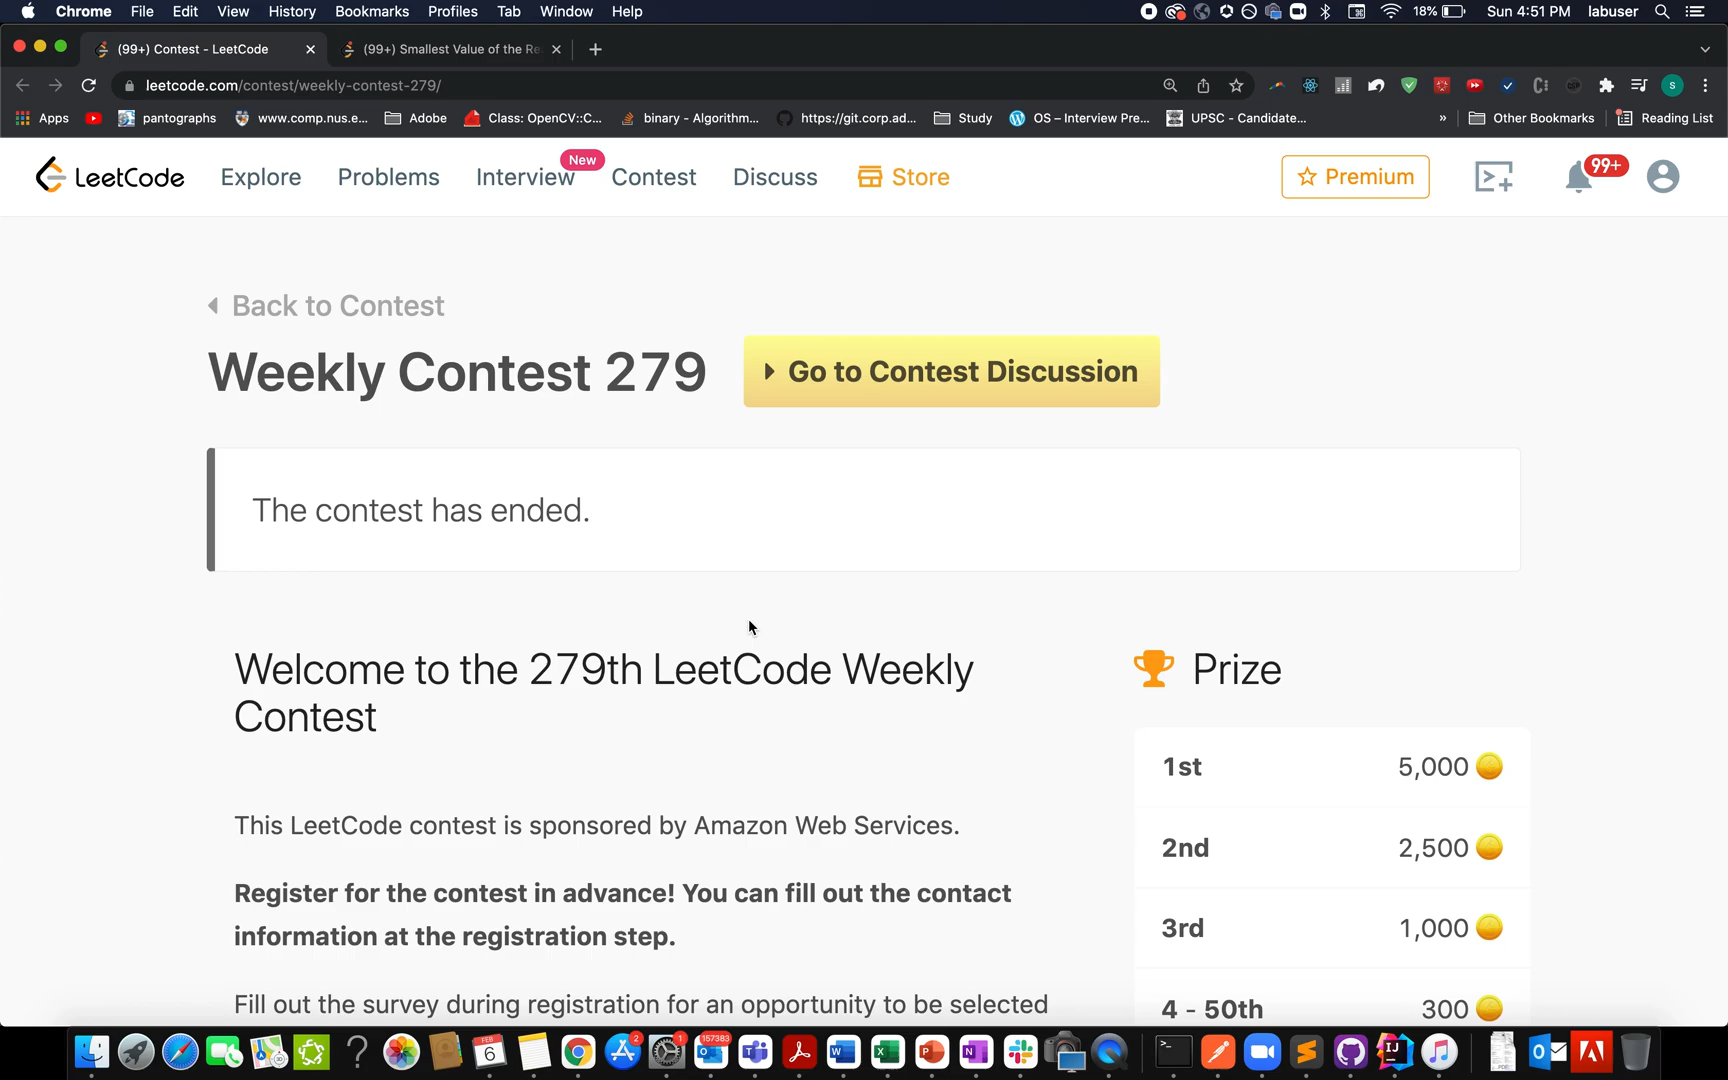 Chrome File Edit View History Bookmarks Profiles Tab Window Help 18% Sun 4:51 PM labuser
(99+) Contest - LeetCode (99+) Smallest Value of the Re
leetcode.com/contest/weekly-contest-279/ S
Apps pantographs www.comp.nus.e... Adobe Class: OpenCV::C... binary - Algorithm... https://git.corp.ad... Study OS – Interview Pre... UPSC - Candidate... » Other Bookmarks Reading List
LeetCode Explore Problems Interview New Contest Discuss Store Premium 99+
Back to Contest
Weekly Contest 279 Go to Contest Discussion
The contest has ended.
Welcome to the 279th LeetCode Weekly
Contest
Prize
1st 5,000
This LeetCode contest is sponsored by Amazon Web Services.
2nd 2,500
Register for the contest in advance! You can fill out the contact
information at the registration step.
3rd 1,000
Fill out the survey during registration for an opportunity to be selected
4 - 50th 300
FEB 6 2 1 157383